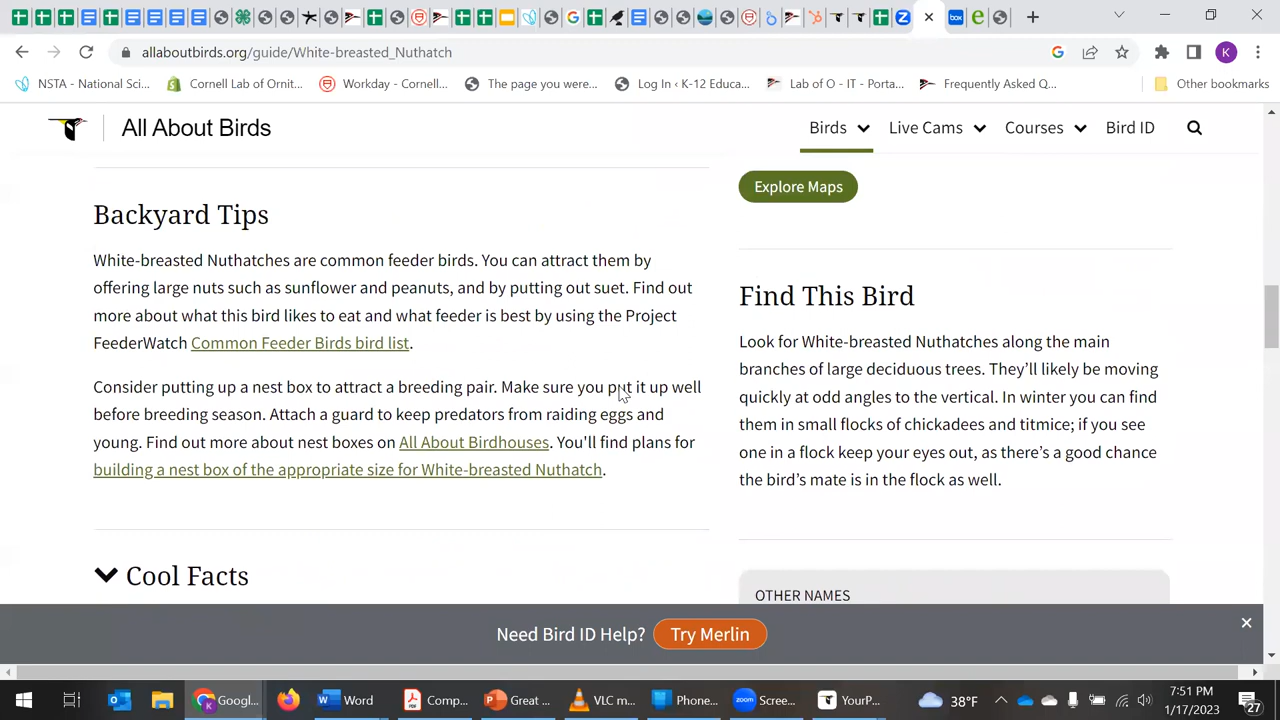 allaboutbirds.org/guide/White-breasted_Nuthatch
K
NSTA - National Sci...
Cornell Lab of Ornit...
Workday - Cornell...
The page you were...
Log In ‹ K-12 Educa...
Lab of O - IT - Porta...
Frequently Asked Q...
Other bookmarks
All About Birds
Birds
Live Cams
Courses
Bird ID
Explore Maps
Backyard Tips
White-breasted Nuthatches are common feeder birds. You can attract them by
offering large nuts such as sunflower and peanuts, and by putting out suet. Find out
more about what this bird likes to eat and what feeder is best by using the Project
FeederWatch Common Feeder Birds bird list.
Consider putting up a nest box to attract a breeding pair. Make sure you put it up well
before breeding season. Attach a guard to keep predators from raiding eggs and
young. Find out more about nest boxes on All About Birdhouses. You'll find plans for
building a nest box of the appropriate size for White-breasted Nuthatch.
Find This Bird
Look for White-breasted Nuthatches along the main
branches of large deciduous trees. They’ll likely be moving
quickly at odd angles to the vertical. In winter you can find
them in small flocks of chickadees and titmice; if you see
one in a flock keep your eyes out, as there’s a good chance
the bird’s mate is in the flock as well.
Cool Facts
OTHER NAMES
Need Bird ID Help? Try Merlin
Googl...
Word
Comp...
Great ...
VLC m...
Phone...
zoom
Scree...
YourP...
38°F
7:51 PM
1/17/2023
27